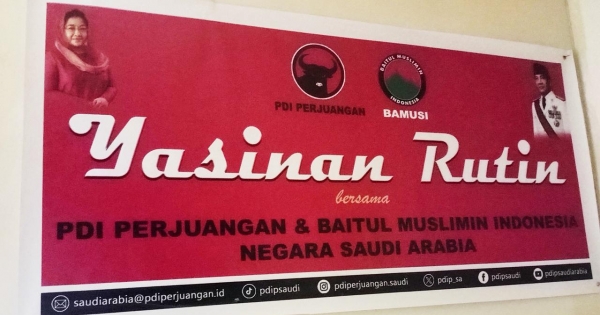 PDI PERJUANGAN
BAITUL MUSLIMIN
INDONESIA
BAMUSI
Yasinan Rutin
bersama
PDI PERJUANGAN & BAITUL MUSLIMIN INDONESIA
NEGARA SAUDI ARABIA
saudiarabia@pdiperjuangan.id pdipsaudi pdiperjuangan.saudi pdip_sa pdipsaudi pdipsaudiarabia